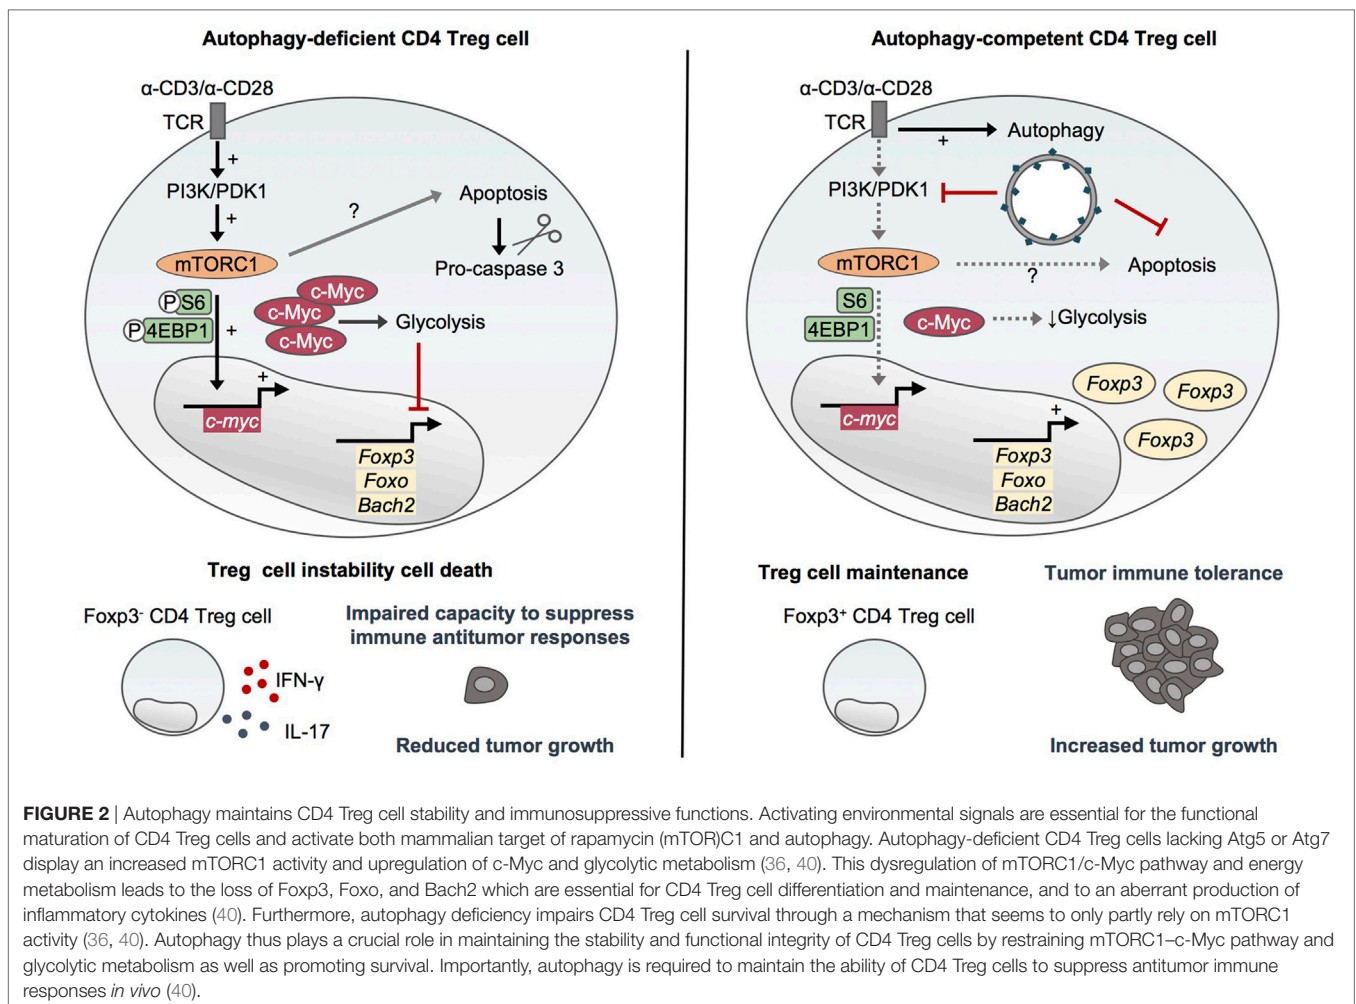 Autophagy-deficient CD4 Treg cell
α-CD3/α-CD28
TCR
+
PI3K/PDK1
+
mTORC1
?
Apoptosis
Pro-caspase 3
P S6
P 4EBP1
+
c-Myc
c-Myc
c-Myc
Glycolysis
+
c-myc
Foxp3
Foxo
Bach2
Treg cell instability cell death
Foxp3- CD4 Treg cell
IFN-γ
IL-17
Impaired capacity to suppress
immune antitumor responses
Reduced tumor growth
Autophagy-competent CD4 Treg cell
α-CD3/α-CD28
TCR
+
Autophagy
PI3K/PDK1
mTORC1
?
Apoptosis
S6
4EBP1
c-Myc
↓Glycolysis
c-myc
+
Foxp3
Foxo
Bach2
Foxp3
Foxp3
Foxp3
Treg cell maintenance
Foxp3+ CD4 Treg cell
Tumor immune tolerance
Increased tumor growth
FIGURE 2 | Autophagy maintains CD4 Treg cell stability and immunosuppressive functions. Activating environmental signals are essential for the functional
maturation of CD4 Treg cells and activate both mammalian target of rapamycin (mTOR)C1 and autophagy. Autophagy-deficient CD4 Treg cells lacking Atg5 or Atg7
display an increased mTORC1 activity and upregulation of c-Myc and glycolytic metabolism (36, 40). This dysregulation of mTORC1/c-Myc pathway and energy
metabolism leads to the loss of Foxp3, Foxo, and Bach2 which are essential for CD4 Treg cell differentiation and maintenance, and to an aberrant production of
inflammatory cytokines (40). Furthermore, autophagy deficiency impairs CD4 Treg cell survival through a mechanism that seems to only partly rely on mTORC1
activity (36, 40). Autophagy thus plays a crucial role in maintaining the stability and functional integrity of CD4 Treg cells by restraining mTORC1–c-Myc pathway and
glycolytic metabolism as well as promoting survival. Importantly, autophagy is required to maintain the ability of CD4 Treg cells to suppress antitumor immune
responses in vivo (40).